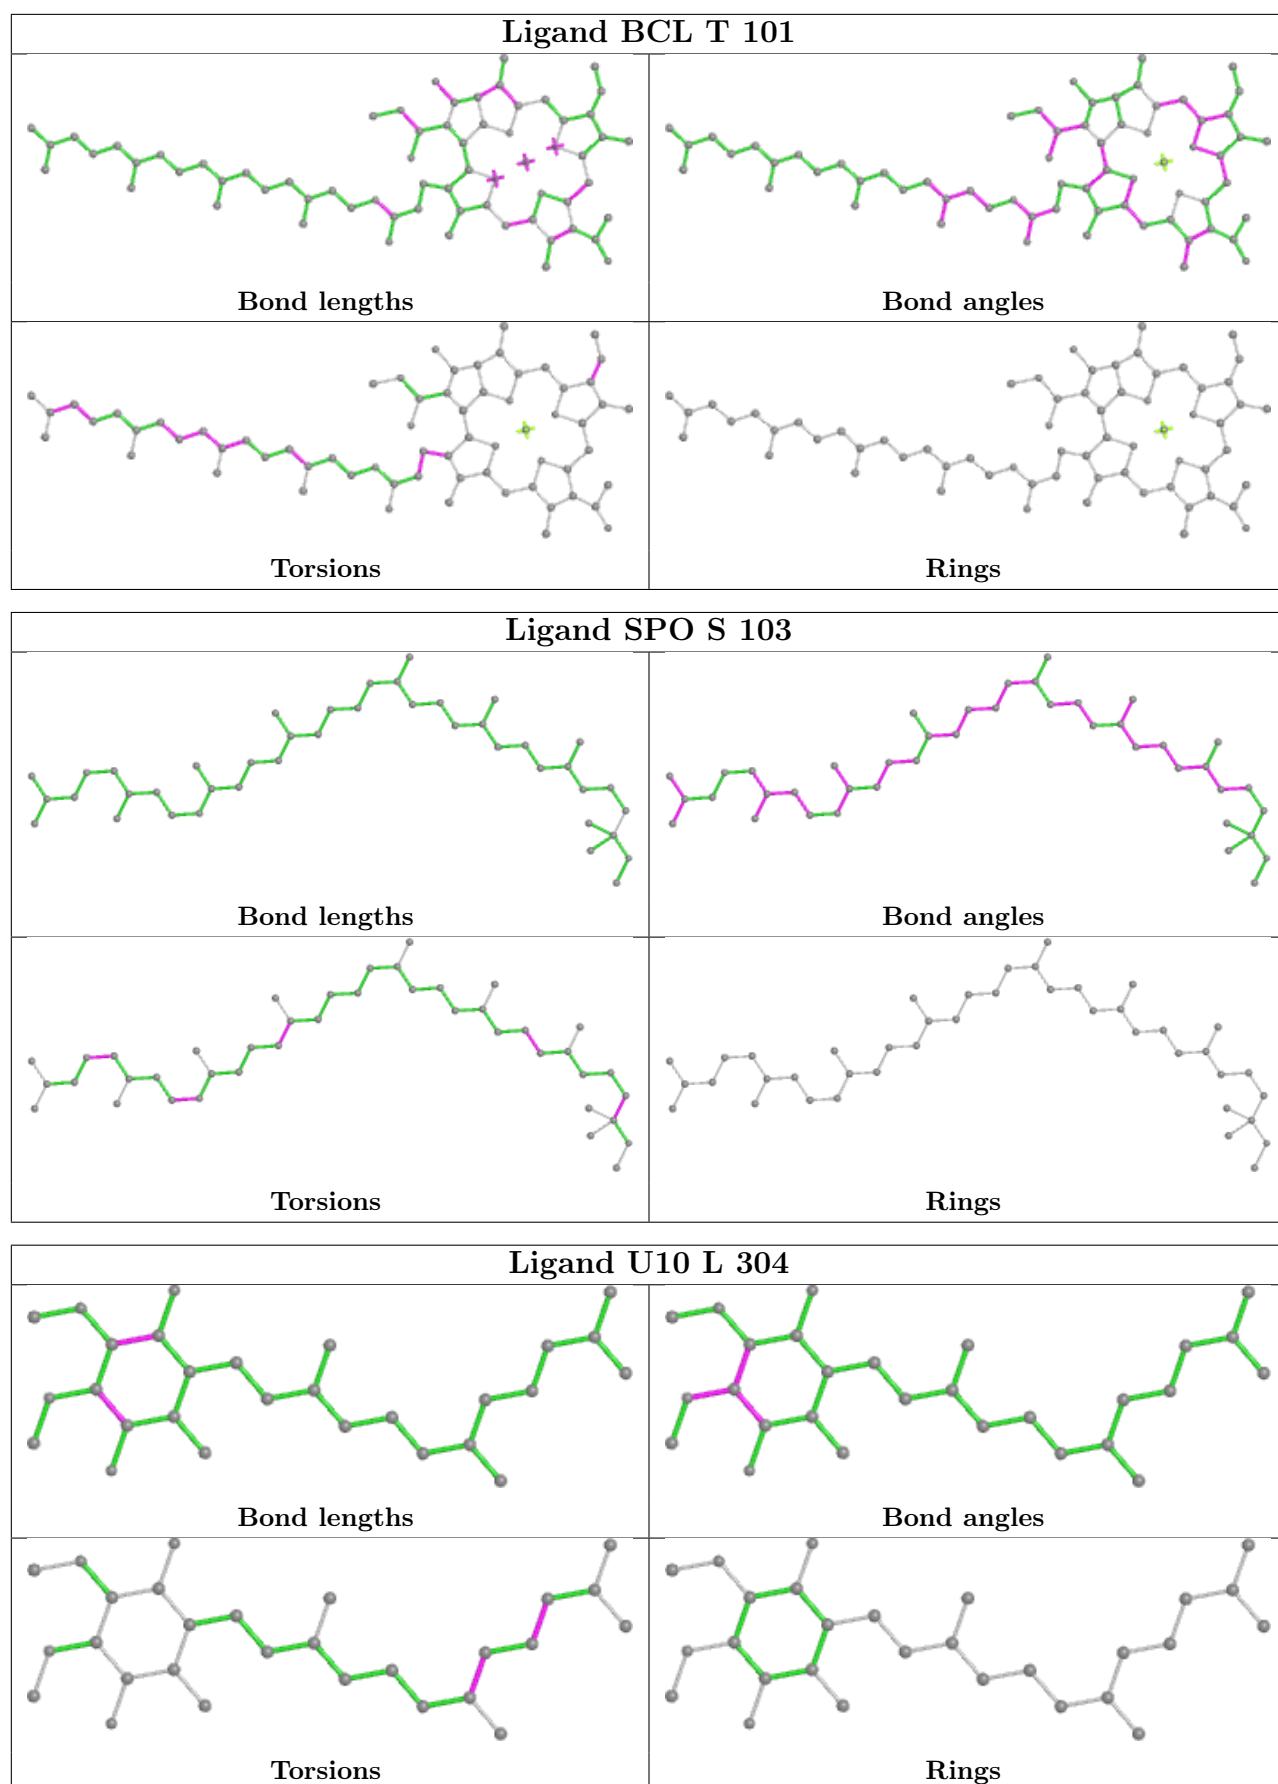 Ligand BCL T 101
Bond lengths
Bond angles
Torsions
Rings
Ligand SPO S 103
Bond lengths
Bond angles
Torsions
Rings
Ligand U10 L 304
Bond lengths
Bond angles
Torsions
Rings